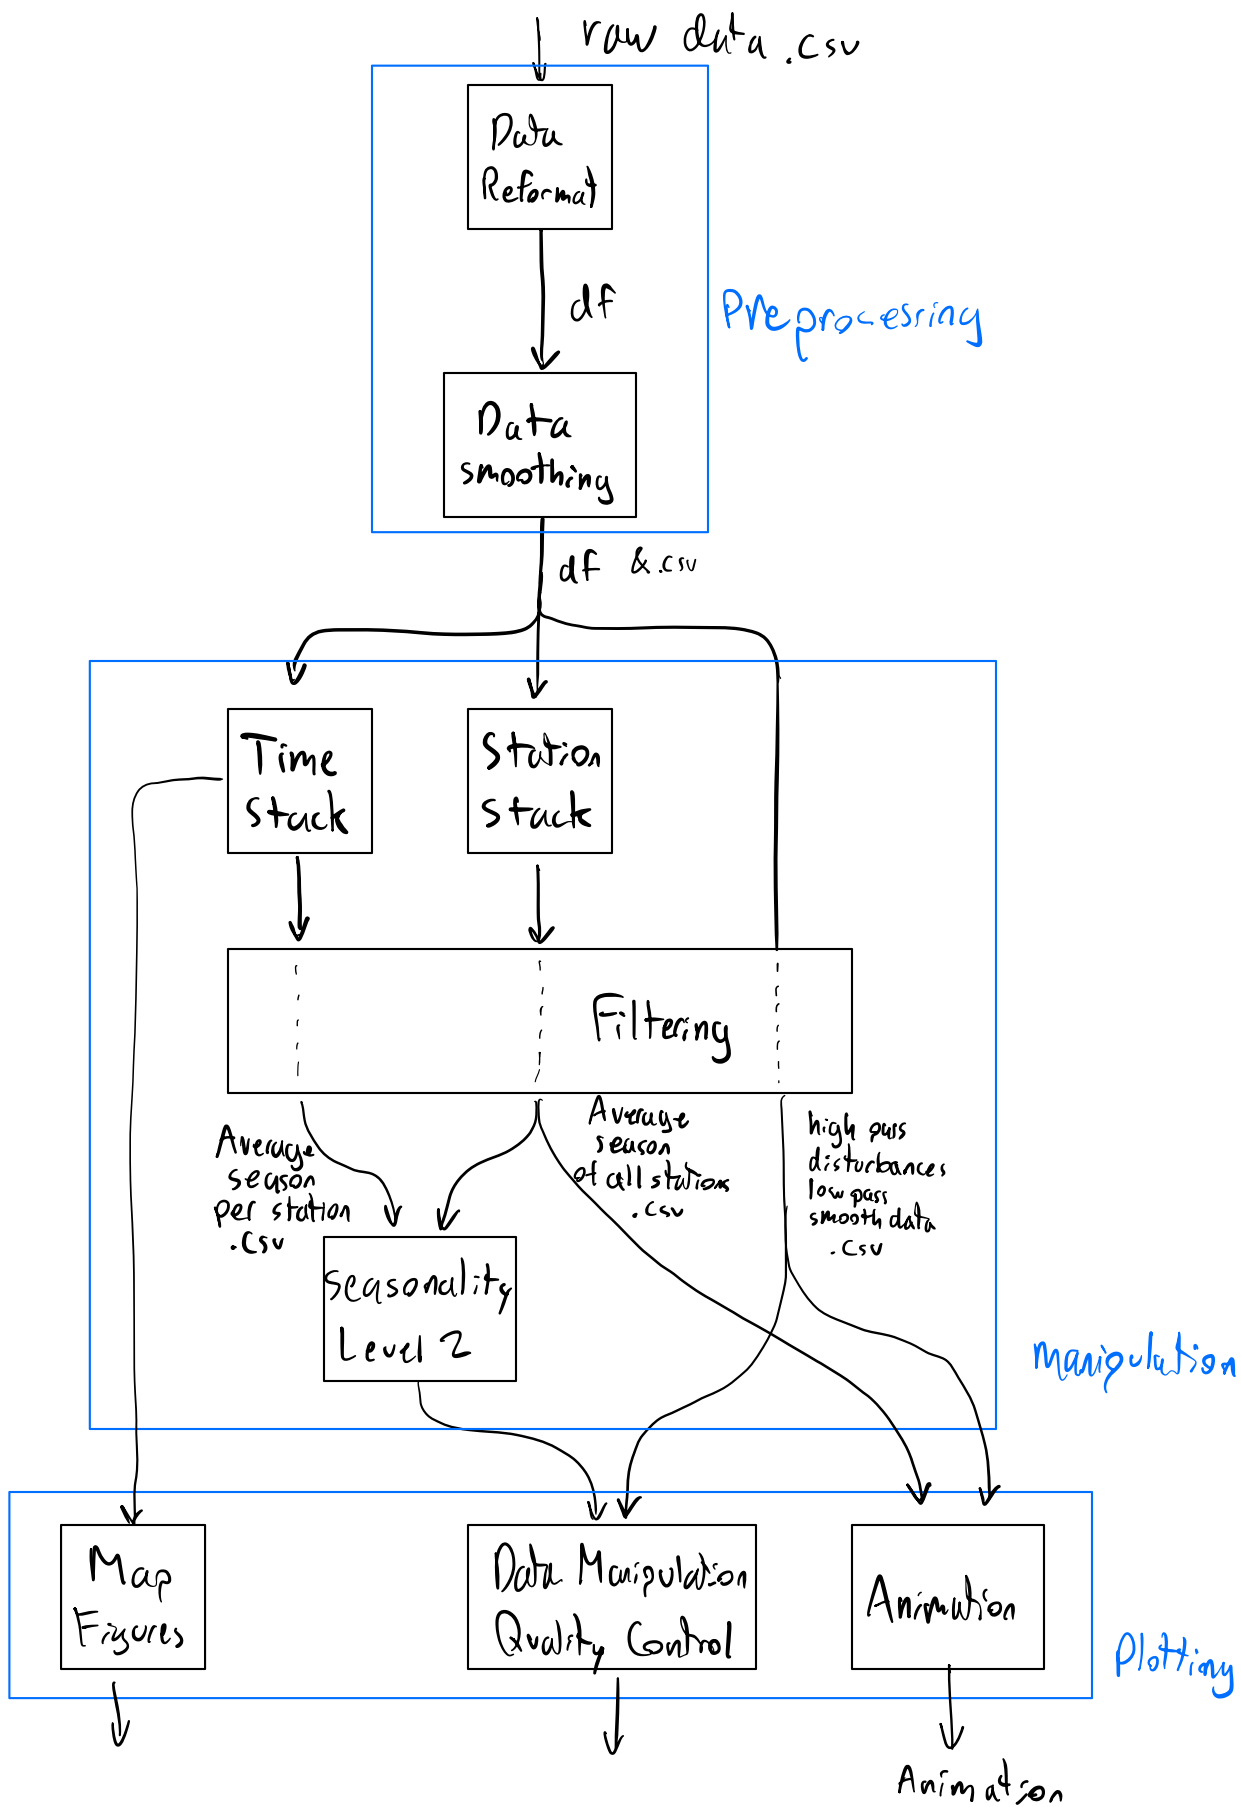 raw data .csv
Data
Reformat
df
Preprocessing
Data
smoothing
df & .csv
Time
Stack
Station
Stack
Filtering
Average
season
per station
.csv
Average
season
of all stations
.csv
high pass
disturbances
low pass
smooth data
.csv
Seasonality
Level 2
manipulation
Map
Figures
Data Manipulation
Quality Control
Animation
Plotting
Animation